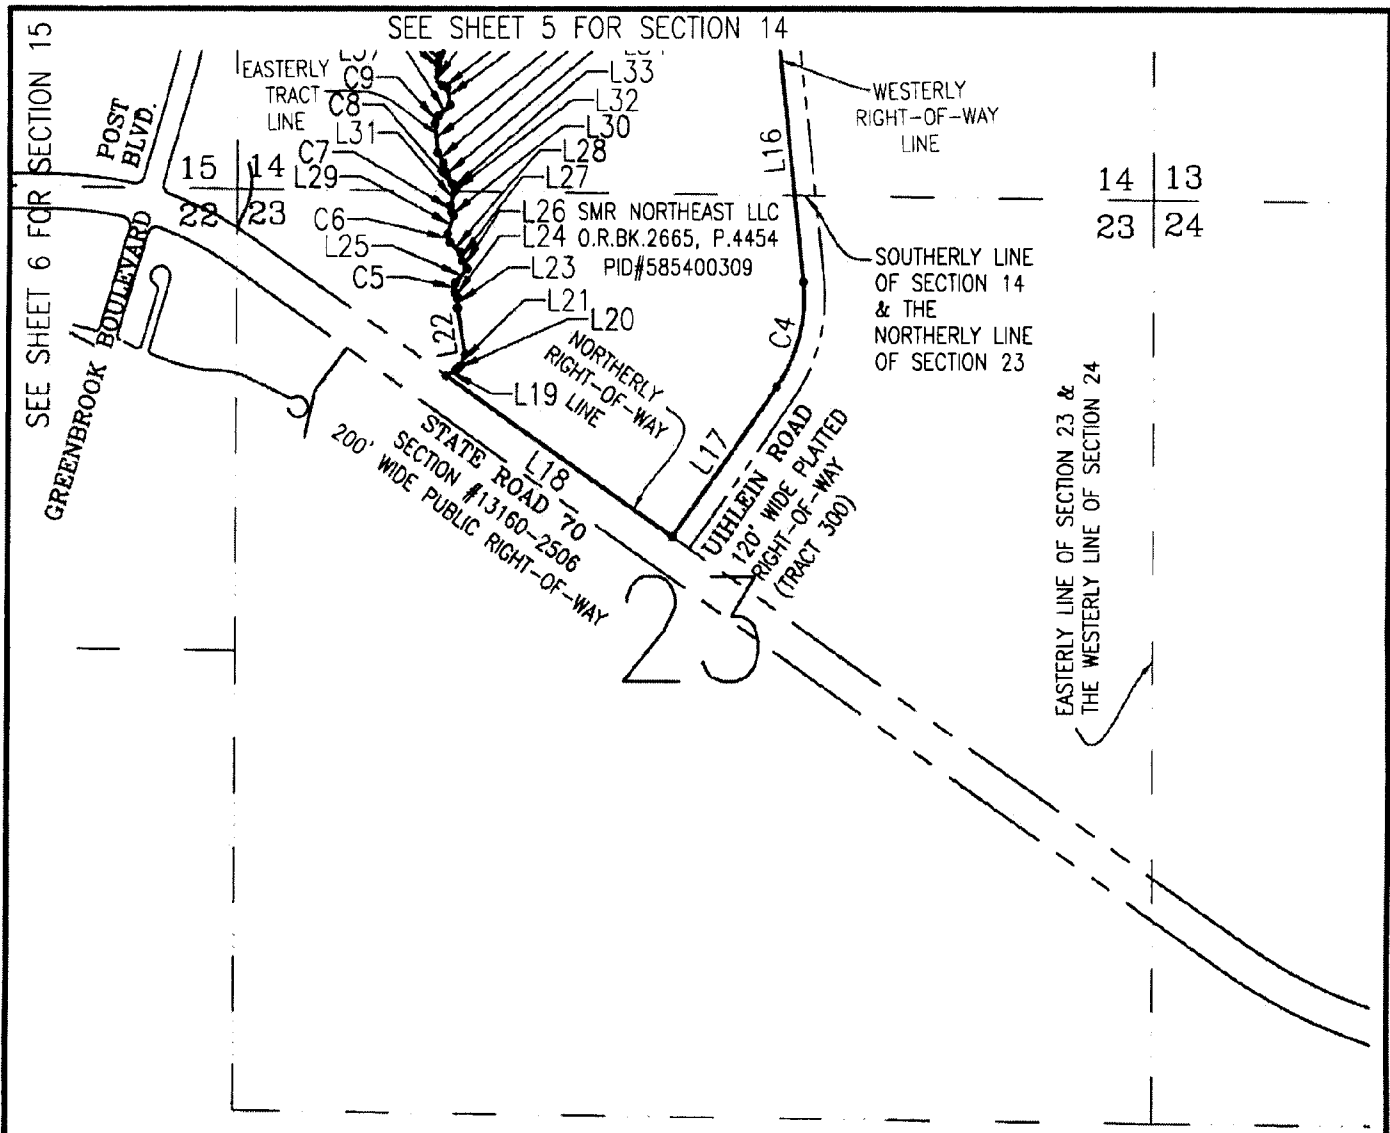 SEE SHEET 5 FOR SECTION 14
SEE SHEET 6 FOR SECTION 15
POST
BLVD.
GREENBROOK BOULEVARD
EASTERLY
TRACT
LINE
C9
C8
L31
C7
L29
C6
L25
C5
L22
L33
L32
L30
L28
L27
L26
L24
L23
L21
L20
L19
SMR NORTHEAST LLC
O.R.BK.2665, P.4454
PID#585400309
WESTERLY
RIGHT-OF-WAY
LINE
L16
15 14
22 23
14 13
23 24
SOUTHERLY LINE
OF SECTION 14
& THE
NORTHERLY LINE
OF SECTION 23
C4
L17
NORTHERLY
RIGHT-OF-WAY
LINE
L18
STATE ROAD 70
SECTION #13160-2506
200' WIDE PUBLIC RIGHT-OF-WAY
UIHLEIN ROAD
120' WIDE PLATTED
RIGHT-OF-WAY
(TRACT 300)
23
EASTERLY LINE OF SECTION 23 &
THE WESTERLY LINE OF SECTION 24